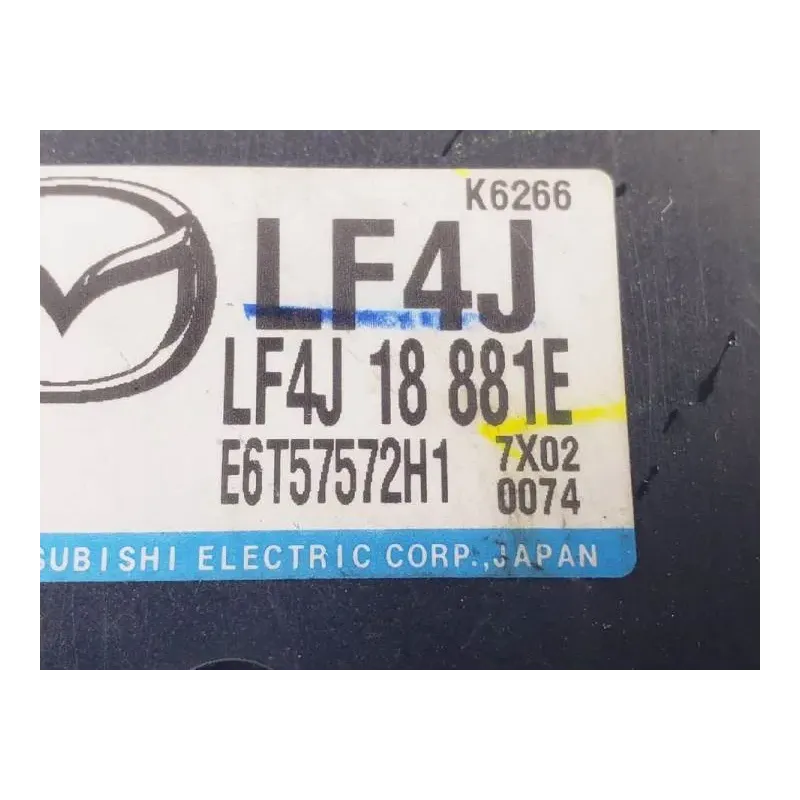 K6266
LF4J
LF4J 18 881E
E6T57572H1 7X02
0074
SUBISHI ELECTRIC CORP.,JAPAN